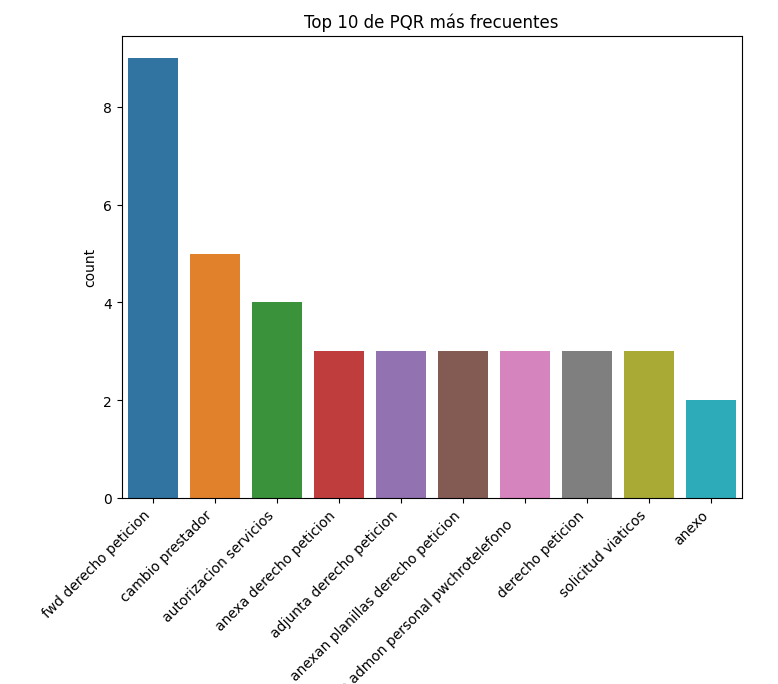 Top 10 de PQR más frecuentes
count
8
6
4
2
0
fwd derecho peticion
cambio prestador
autorizacion servicios
anexa derecho peticion
adjunta derecho peticion
anexan planillas derecho peticion
admon personal pwchrotelefono
derecho peticion
solicitud viaticos
anexo